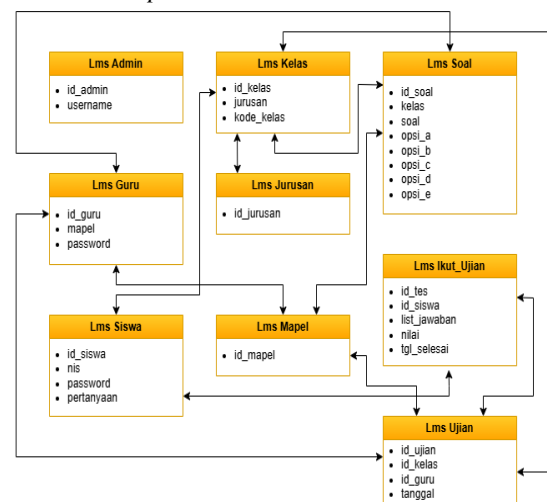 Lms Admin
id_admin
username
Lms Kelas
id_kelas
jurusan
kode_kelas
Lms Soal
id_soal
kelas
soal
opsi_a
opsi_b
opsi_c
opsi_d
opsi_e
Lms Guru
id_guru
mapel
password
Lms Jurusan
id_jurusan
Lms Ikut_Ujian
id_tes
id_siswa
list_jawaban
nilai
tgl_selesai
Lms Siswa
id_siswa
nis
password
pertanyaan
Lms Mapel
id_mapel
Lms Ujian
id_ujian
id_kelas
id_guru
tanggal